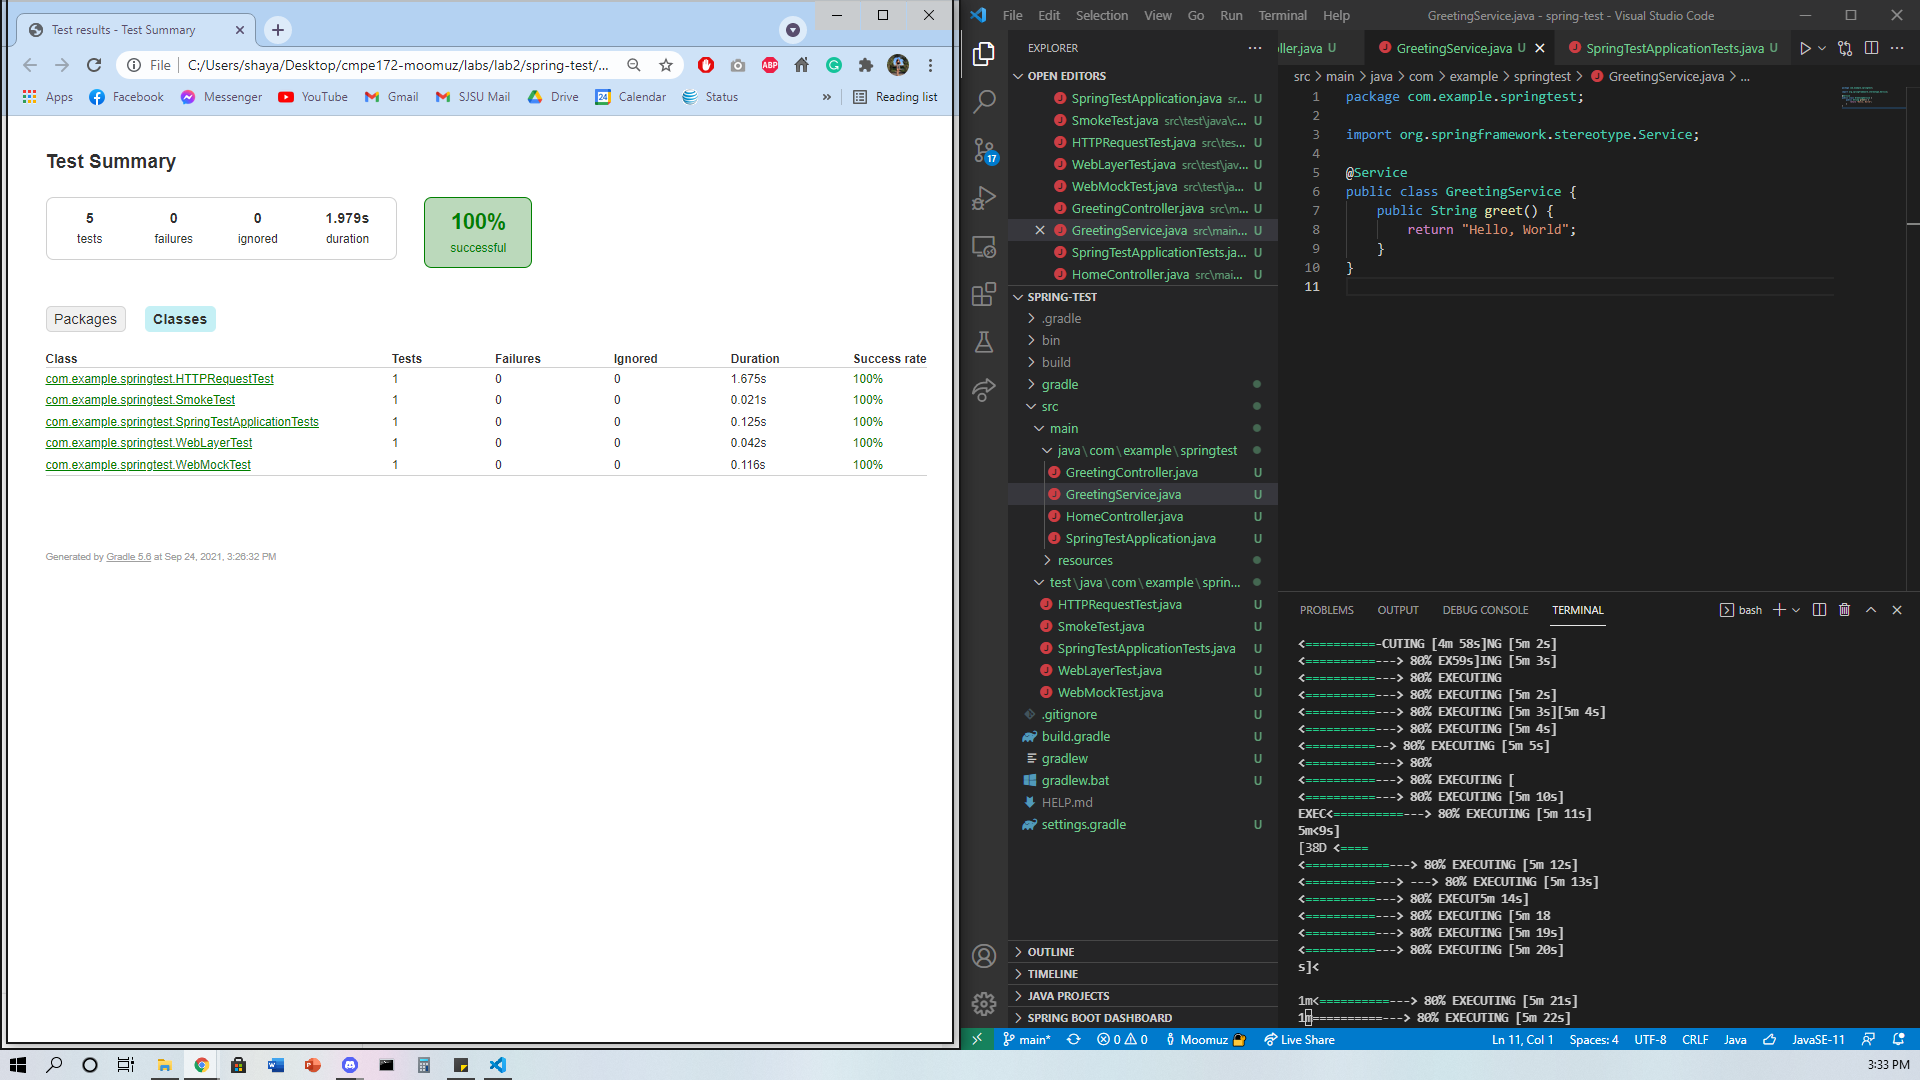 Test results - Test Summary
File | C:/Users/shaya/Desktop/cmpe172-moomuz/labs/lab2/spring-test/...
ABP
Apps Facebook Messenger YouTube Gmail SJSU Mail Drive 24 Calendar Status » Reading list
Test Summary
5 0 0 1.979s
tests failures ignored duration
100%
successful
Packages Classes
Class Tests Failures Ignored Duration Success rate
com.example.springtest.HTTPRequestTest 1 0 0 1.675s 100%
com.example.springtest.SmokeTest 1 0 0 0.021s 100%
com.example.springtest.SpringTestApplicationTests 1 0 0 0.125s 100%
com.example.springtest.WebLayerTest 1 0 0 0.042s 100%
com.example.springtest.WebMockTest 1 0 0 0.116s 100%
Generated by Gradle 5.6 at Sep 24, 2021, 3:26:32 PM
File Edit Selection View Go Run Terminal Help GreetingService.java - spring-test - Visual Studio Code
17
EXPLORER ...
OPEN EDITORS
SpringTestApplication.java sr... U
SmokeTest.java src\test\java\c... U
HTTPRequestTest.java src\tes... U
WebLayerTest.java src\test\jav... U
WebMockTest.java src\test\ja... U
GreetingController.java src\m... U
GreetingService.java src\main... U
SpringTestApplicationTests.ja... U
HomeController.java src\mai... U
SPRING-TEST
.gradle
bin
build
gradle
src
main
java\com\example\springtest
GreetingController.java U
GreetingService.java U
HomeController.java U
SpringTestApplication.java U
resources
test\java\com\example\sprin...
HTTPRequestTest.java U
SmokeTest.java U
SpringTestApplicationTests.java U
WebLayerTest.java U
WebMockTest.java U
.gitignore U
build.gradle U
gradlew U
gradlew.bat U
HELP.md
settings.gradle U
OUTLINE
TIMELINE
JAVA PROJECTS
SPRING BOOT DASHBOARD
ller.java U GreetingService.java U SpringTestApplicationTests.java U ...
src > main > java > com > example > springtest > GreetingService.java > ...
1 package com.example.springtest;
2
3 import org.springframework.stereotype.Service;
4
5 @Service
6 public class GreetingService {
7 public String greet() {
8 return "Hello, World";
9 }
10 }
11
PROBLEMS OUTPUT DEBUG CONSOLE TERMINAL bash
<==========-CUTING [4m 58s]NG [5m 2s]
<==========---> 80% EX59s]ING [5m 3s]
<==========---> 80% EXECUTING
<==========---> 80% EXECUTING [5m 2s]
<==========---> 80% EXECUTING [5m 3s][5m 4s]
<==========---> 80% EXECUTING [5m 4s]
<==========--> 80% EXECUTING [5m 5s]
<==========---> 80%
<==========---> 80% EXECUTING [
<==========---> 80% EXECUTING [5m 10s]
EXEC<==========---> 80% EXECUTING [5m 11s]
5m<9s]
[38D <====
<============---> 80% EXECUTING [5m 12s]
<==========---> ---> 80% EXECUTING [5m 13s]
<==========---> 80% EXECUT5m 14s]
<==========---> 80% EXECUTING [5m 18
<==========---> 80% EXECUTING [5m 19s]
<==========---> 80% EXECUTING [5m 20s]
s]<
1m<==========---> 80% EXECUTING [5m 21s]
1m==========---> 80% EXECUTING [5m 22s]
main* 0 0 Moomuz Live Share Ln 11, Col 1 Spaces: 4 UTF-8 CRLF Java JavaSE-11
3:33 PM